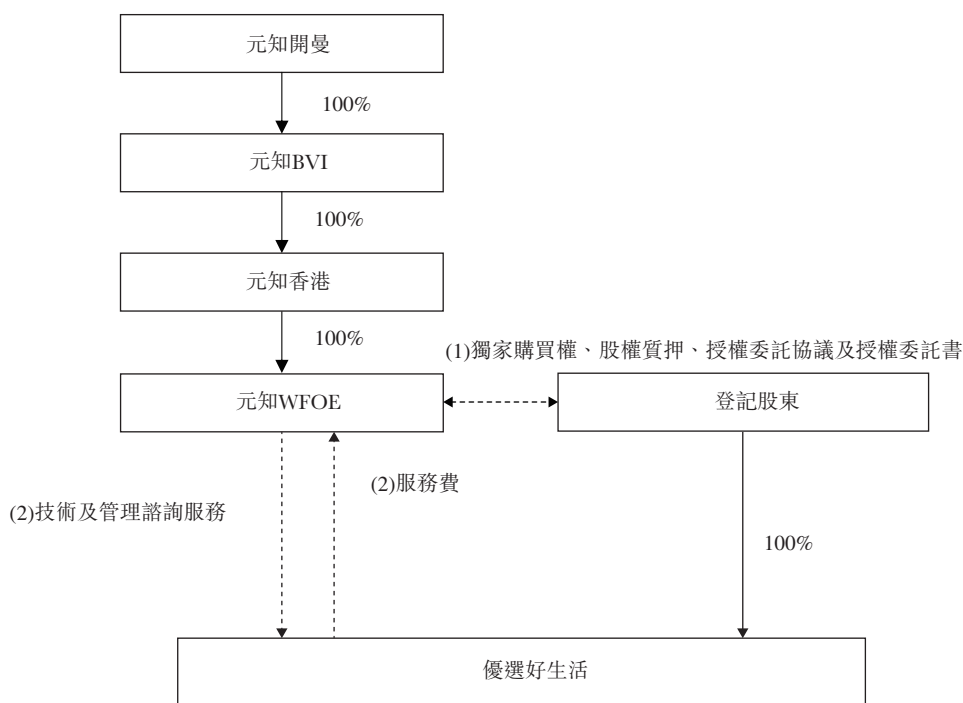 元知開曼
100%
元知BVI
100%
元知香港
100%
(1)獨家購買權、股權質押、授權委託協議及授權委託書
元知WFOE
登記股東
(2)服務費
(2)技術及管理諮詢服務
100%
優選好生活